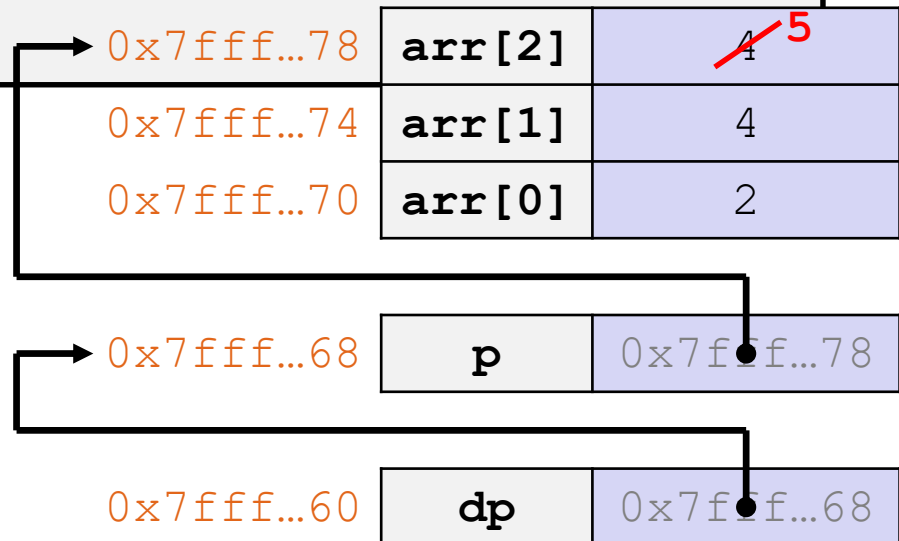 0x7fff…78 arr[2] 4 5
0x7fff…74 arr[1] 4
0x7fff…70 arr[0] 2
0x7fff…68 p 0x7fff…78
0x7fff…60 dp 0x7fff…68